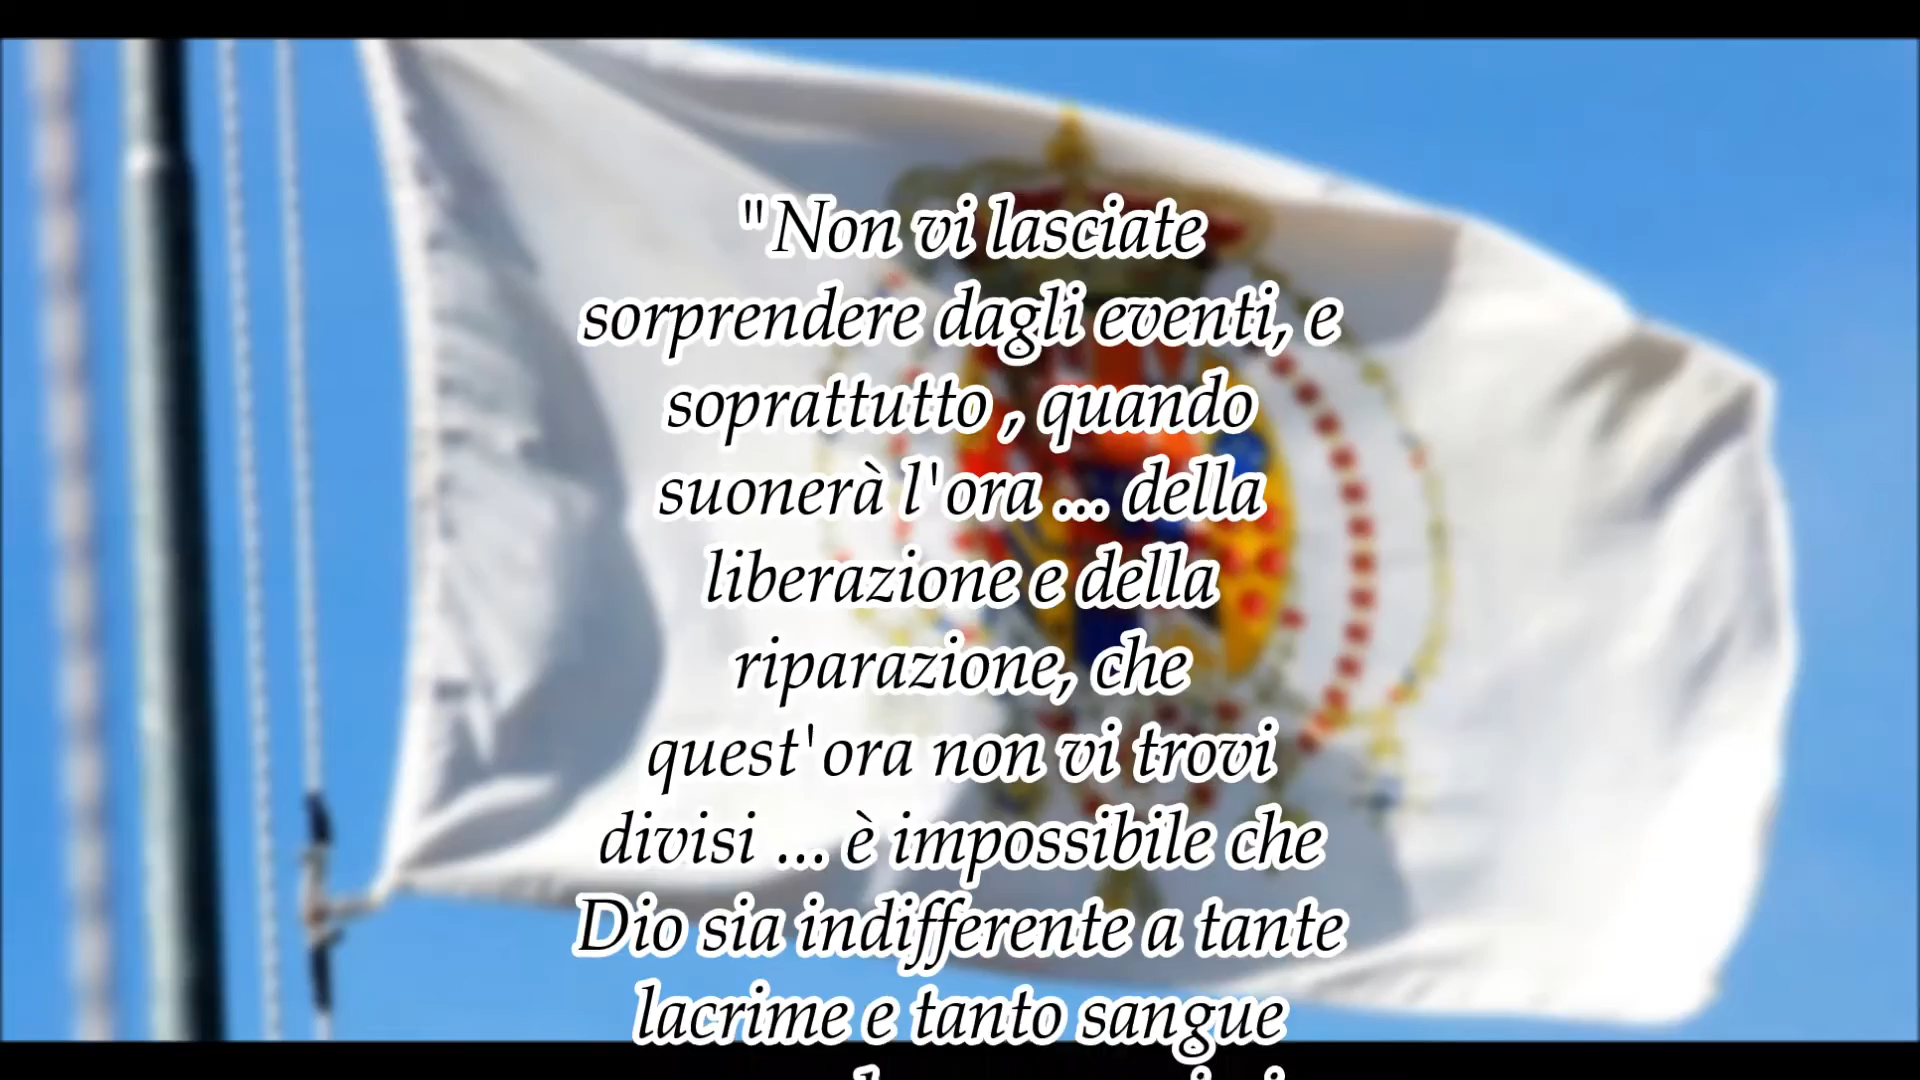 "Non vi lasciate
sorprendere dagli eventi, e
soprattutto , quando
suonerà l'ora ... della
liberazione e della
riparazione, che
quest'ora non vi trovi
divisi ... è impossibile che
Dio sia indifferente a tante
lacrime e tanto sangue